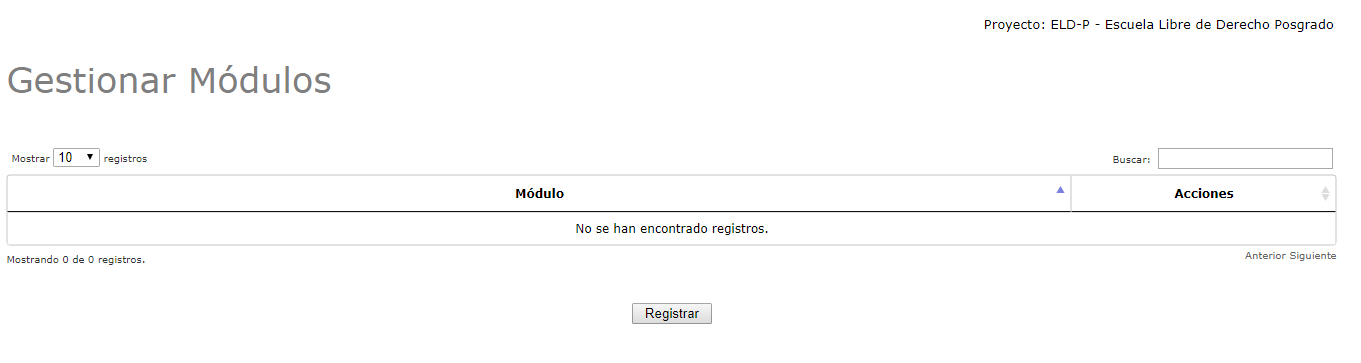 Proyecto: ELD-P - Escuela Libre de Derecho Posgrado
Gestionar Módulos
Mostrar 10 registros Buscar:
Módulo Acciones
No se han encontrado registros.
Mostrando 0 de 0 registros. Anterior Siguiente
Registrar